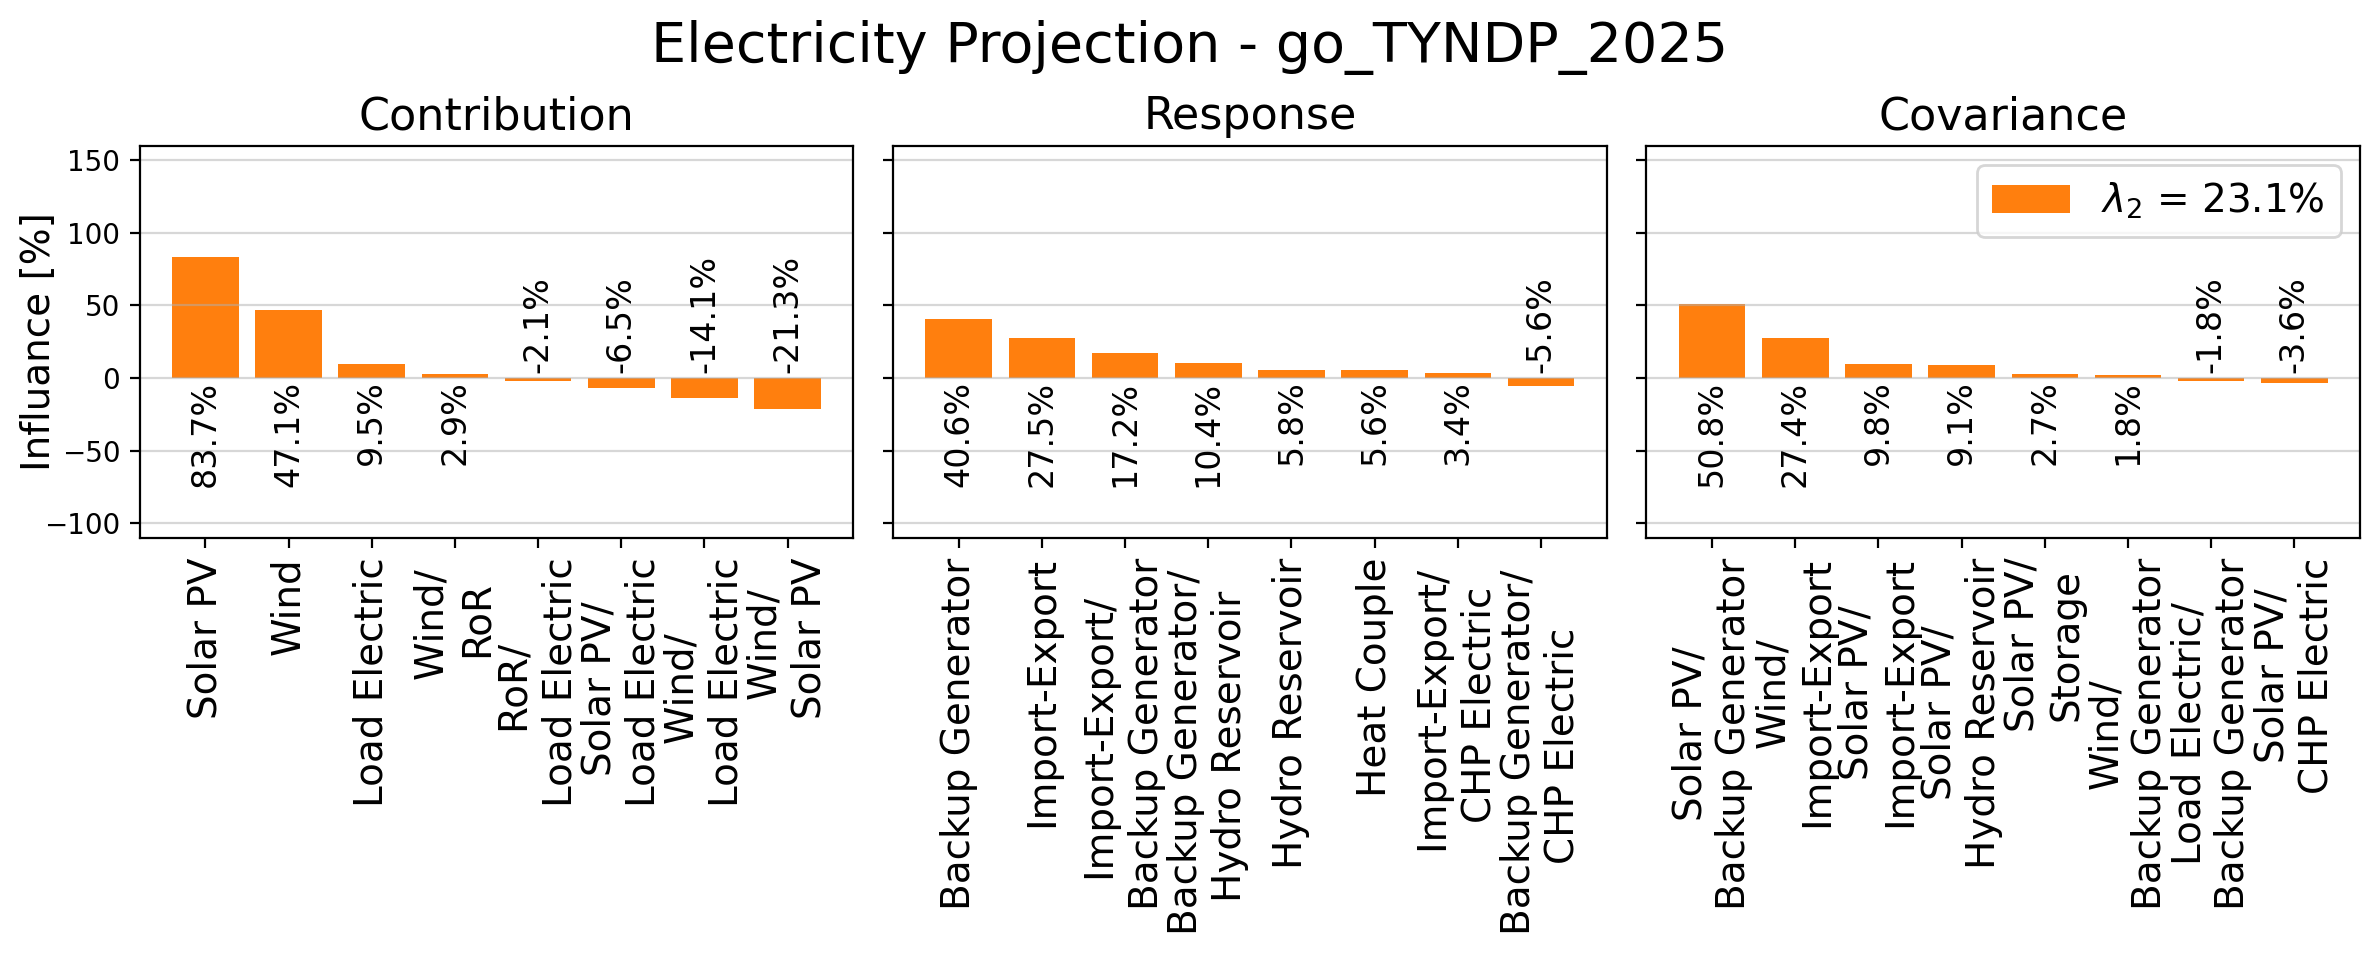 Electricity Projection - go_TYNDP_2025
Contribution
Response
Covariance
Influance [%]
150
100
50
0
−50
−100
83.7%
47.1%
9.5%
2.9%
-2.1%
-6.5%
-14.1%
-21.3%
Solar PV
Wind
Load Electric
Wind/
RoR
RoR/
Load Electric
Solar PV/
Load Electric
Wind/
Load Electric
Wind/
Solar PV
40.6%
27.5%
17.2%
10.4%
5.8%
5.6%
3.4%
-5.6%
Backup Generator
Import-Export
Import-Export/
Backup Generator
Backup Generator/
Hydro Reservoir
Hydro Reservoir
Heat Couple
Import-Export/
CHP Electric
Backup Generator/
CHP Electric
λ₂ = 23.1%
50.8%
27.4%
9.8%
9.1%
2.7%
1.8%
-1.8%
-3.6%
Solar PV/
Backup Generator
Wind/
Import-Export
Solar PV/
Import-Export
Solar PV/
Hydro Reservoir
Solar PV/
Storage
Wind/
Backup Generator
Load Electric/
Backup Generator
Solar PV/
CHP Electric